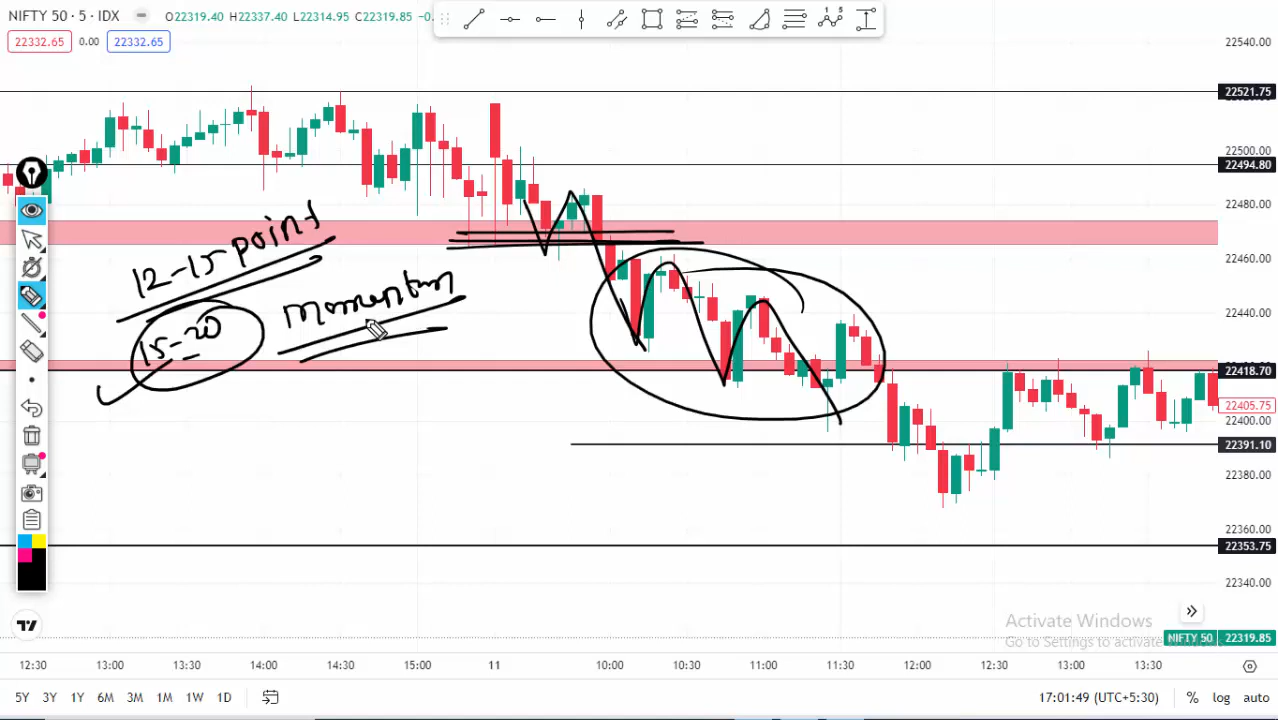 NIFTY 50 · 5 · IDX O22319.40 H22337.40 L22314.95 C22319.85
22332.65 0.00 22332.65
22540.00
22521.75
22500.00
22494.80
22480.00
12-15 point
22460.00
Momentum
15-20
22440.00
22418.70
22405.75
22400.00
22391.10
22380.00
22360.00
22353.75
22340.00
Activate Windows
Go to Settings to activate
NIFTY 50 22319.85
12:30 13:00 13:30 14:00 14:30 15:00 11 10:00 10:30 11:00 11:30 12:00 12:30 13:00 13:30
5Y 3Y 1Y 6M 3M 1M 1W 1D 17:01:49 (UTC+5:30) % log auto